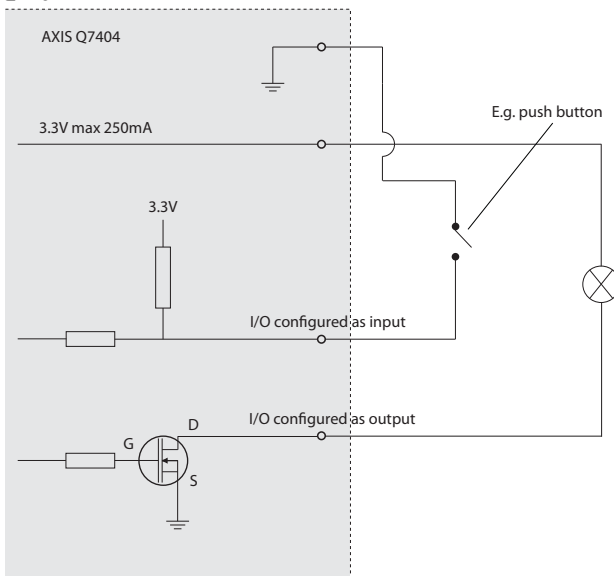 AXIS Q7404
E.g. push button
3.3V max 250mA
3.3V
I/O configured as input
D
I/O configured as output
G
S